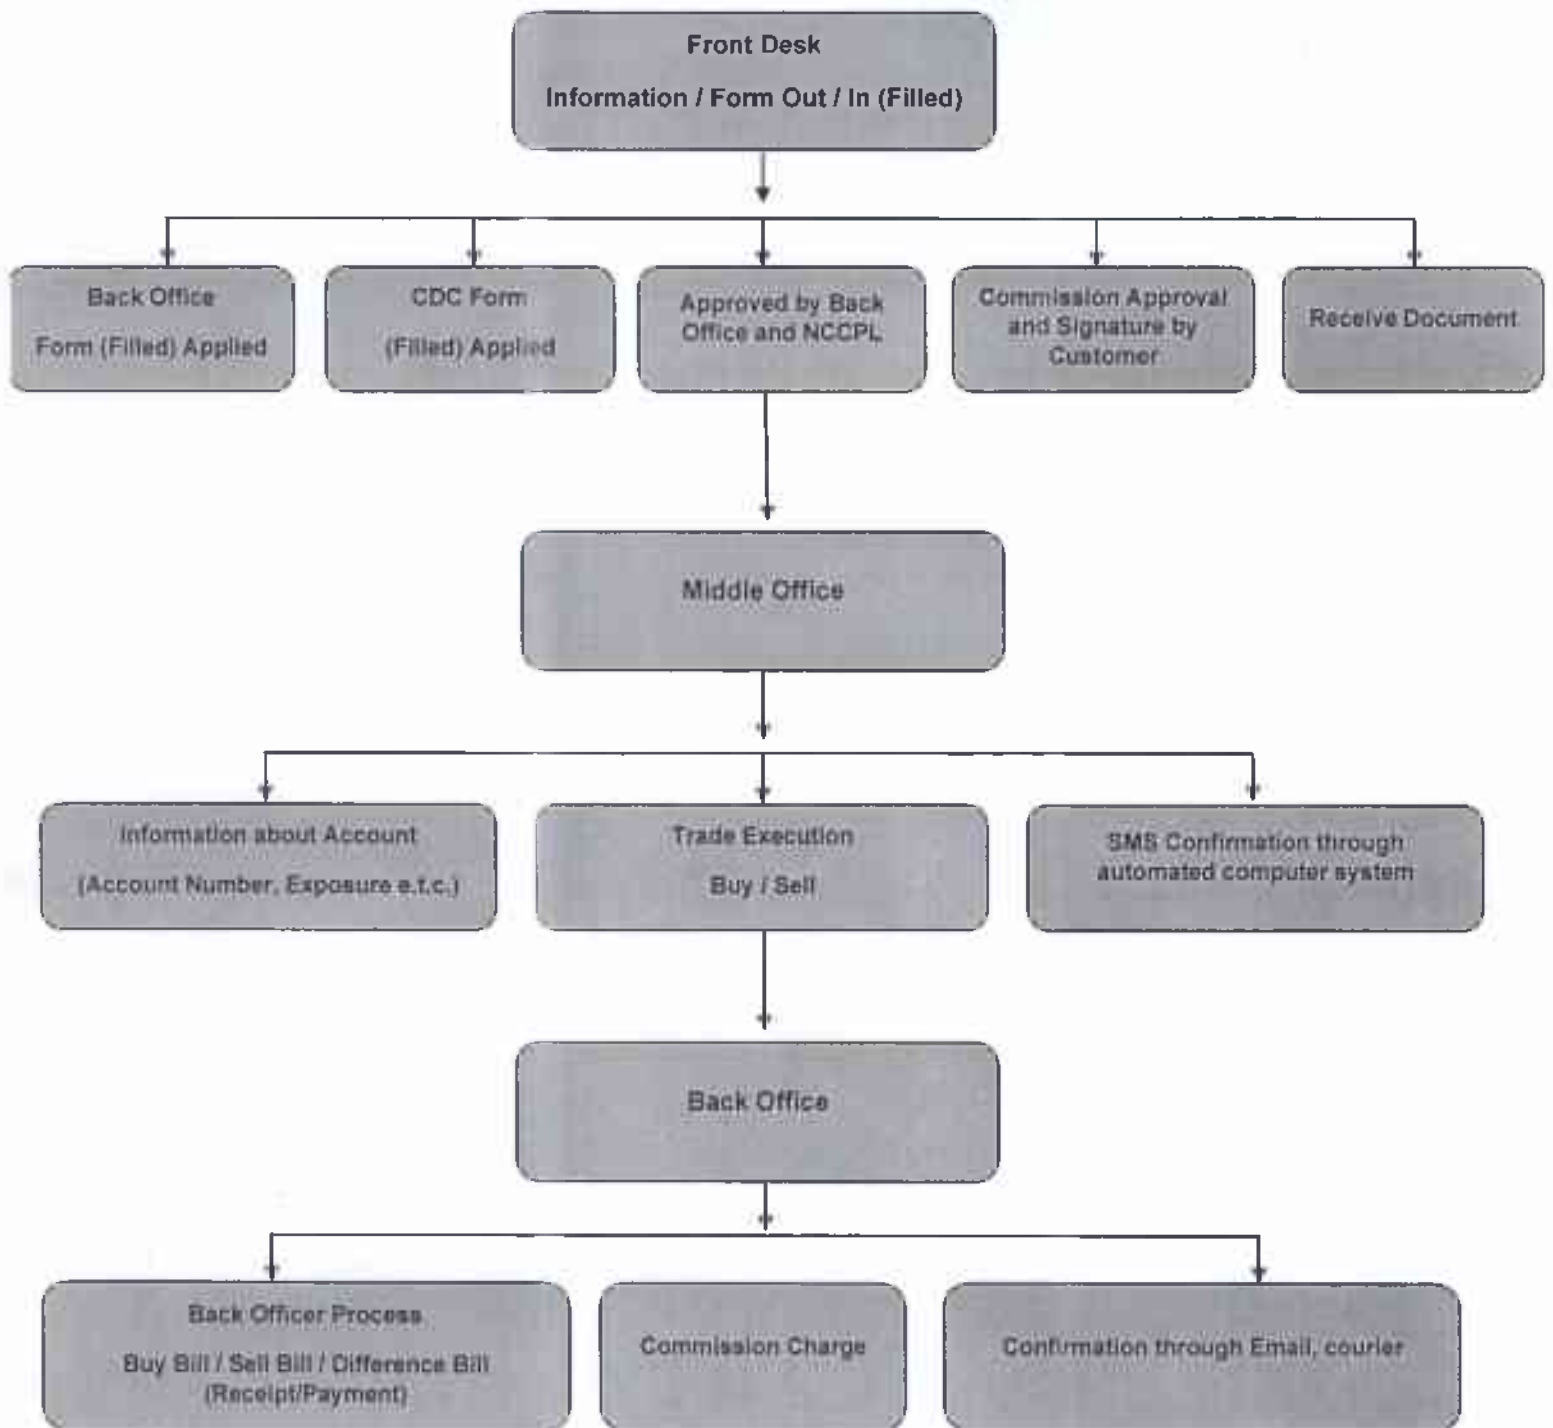 Front Desk
Information / Form Out / In (Filled)
Back Office
Form (Filled) Applied
CDC Form
(Filled) Applied
Approved by Back
Office and NCCPL
Commission Approval
and Signature by
Customer
Receive Document
Middle Office
Information about Account
(Account Number, Exposure e.t.c.)
Trade Execution
Buy / Sell
SMS Confirmation through
automated computer system
Back Office
Back Officer Process
Buy Bill / Sell Bill / Difference Bill
(Receipt/Payment)
Commission Charge
Confirmation through Email, courier